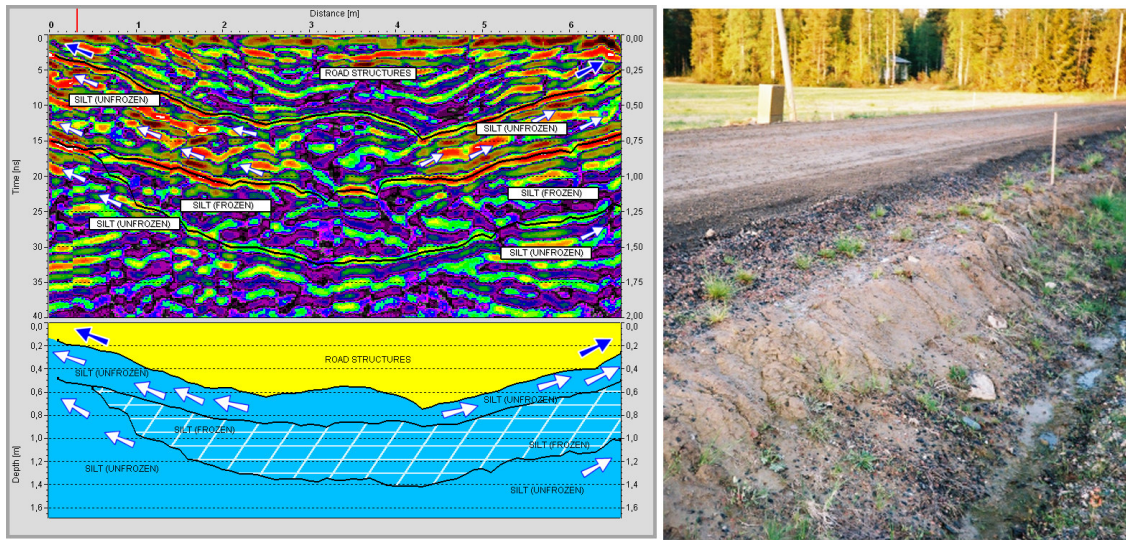 Distance [m]
0 1 2 3 4 5 6
0 0,00
ROAD STRUCTURES
5 0,25
SILT (UNFROZEN)
10 0,50
SILT (UNFROZEN)
15 0,75
Time [ns]
20 1,00
SILT (FROZEN)
SILT (FROZEN)
25 1,25
SILT (UNFROZEN)
30 1,50
SILT (UNFROZEN)
35 1,75
40 2,00
0,0 0,0
0,2 0,2
ROAD STRUCTURES
0,4 0,4
SILT (UNFROZEN)
0,6 0,6
SILT (UNFROZEN)
0,8 0,8
SILT (FROZEN)
1,0 1,0
SILT (FROZEN)
Depth [m]
1,2 1,2
SILT (UNFROZEN)
1,4 1,4
SILT (UNFROZEN)
1,6 1,6